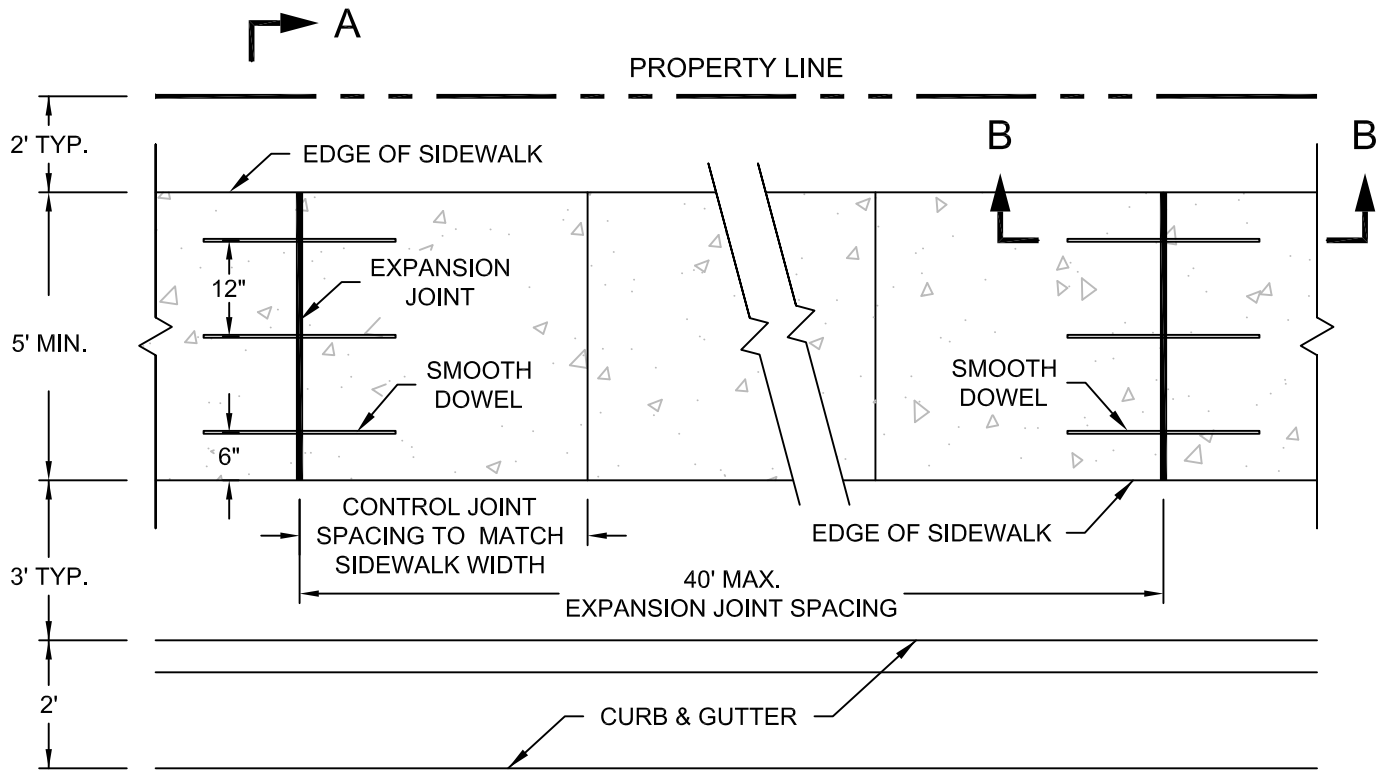 A
PROPERTY LINE
2' TYP.
B
B
EDGE OF SIDEWALK
EXPANSION
JOINT
12"
5' MIN.
SMOOTH
DOWEL
SMOOTH
DOWEL
6"
CONTROL JOINT
SPACING TO MATCH
SIDEWALK WIDTH
EDGE OF SIDEWALK
3' TYP.
40' MAX.
EXPANSION JOINT SPACING
2'
CURB & GUTTER